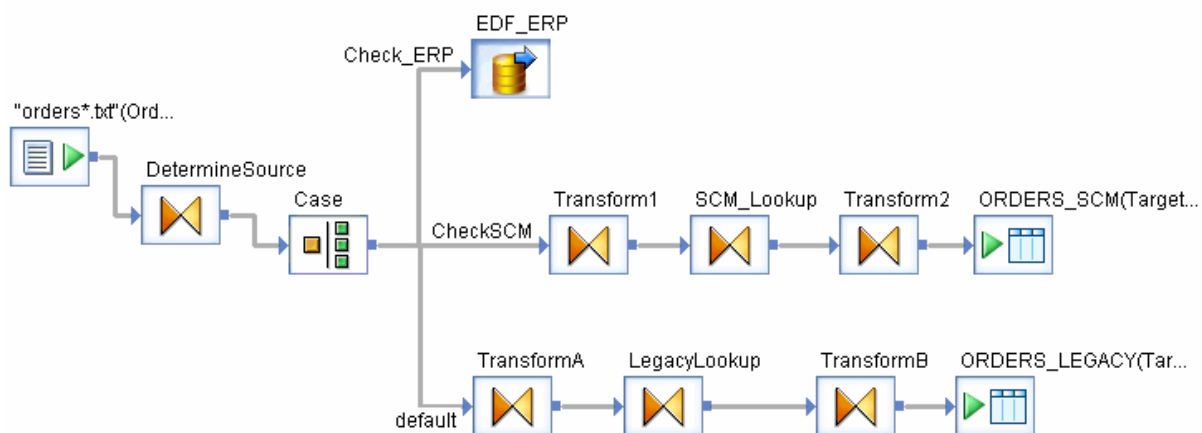 EDF_ERP
Check_ERP
"orders*.txt"(Ord...
DetermineSource
Case
Transform1
SCM_Lookup
Transform2
ORDERS_SCM(Target...
CheckSCM
TransformA
LegacyLookup
TransformB
ORDERS_LEGACY(Tar...
default